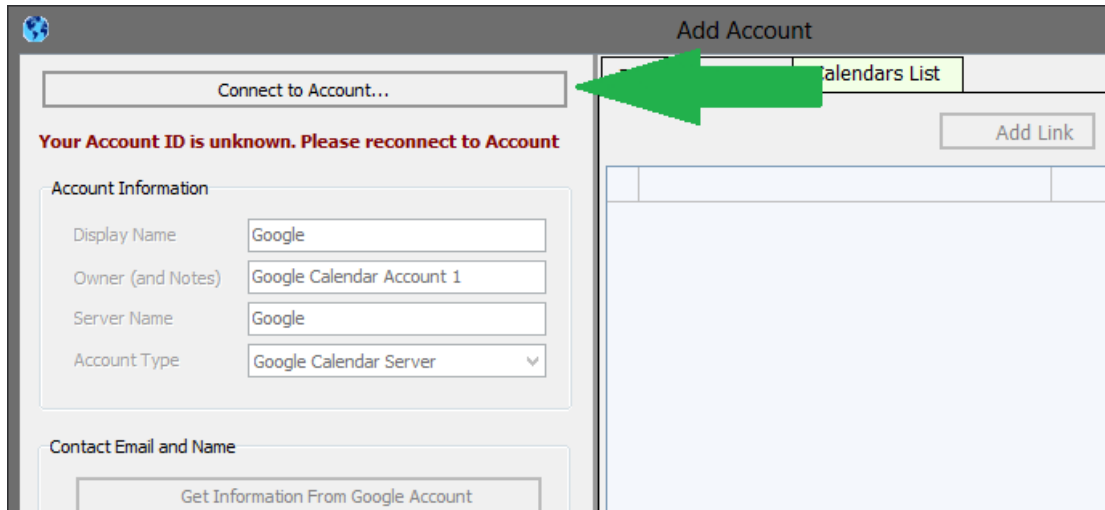 Add Account
Connect to Account...
Your Account ID is unknown. Please reconnect to Account
Account Information
Display Name Google
Owner (and Notes) Google Calendar Account 1
Server Name Google
Account Type Google Calendar Server
Contact Email and Name
Get Information From Google Account
Calendars List
Add Link